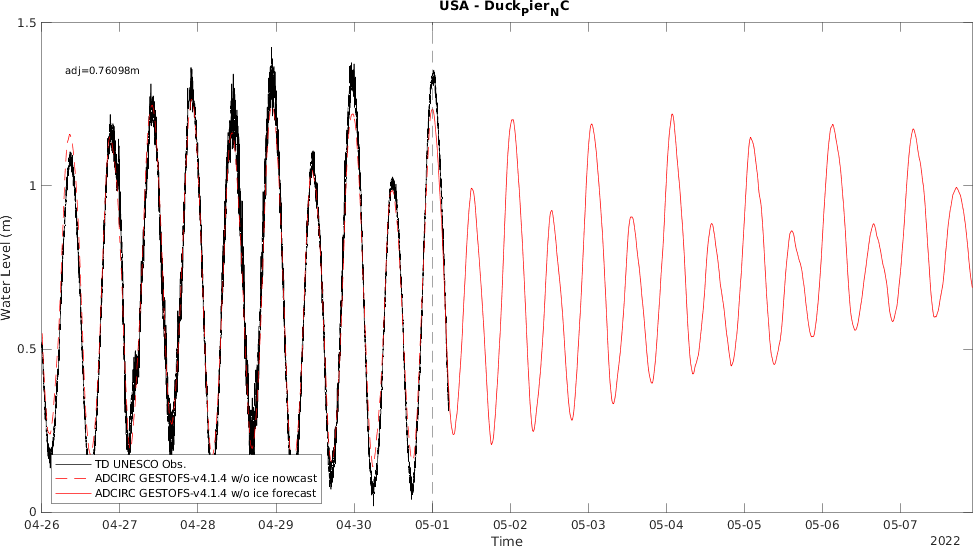 USA - DuckPierNC
1.5
adj=0.76098m
1
Water Level (m)
0.5
TD UNESCO Obs.
ADCIRC GESTOFS-v4.1.4 w/o ice nowcast
ADCIRC GESTOFS-v4.1.4 w/o ice forecast
0
04-26 04-27 04-28 04-29 04-30 05-01 05-02 05-03 05-04 05-05 05-06 05-07
Time
2022